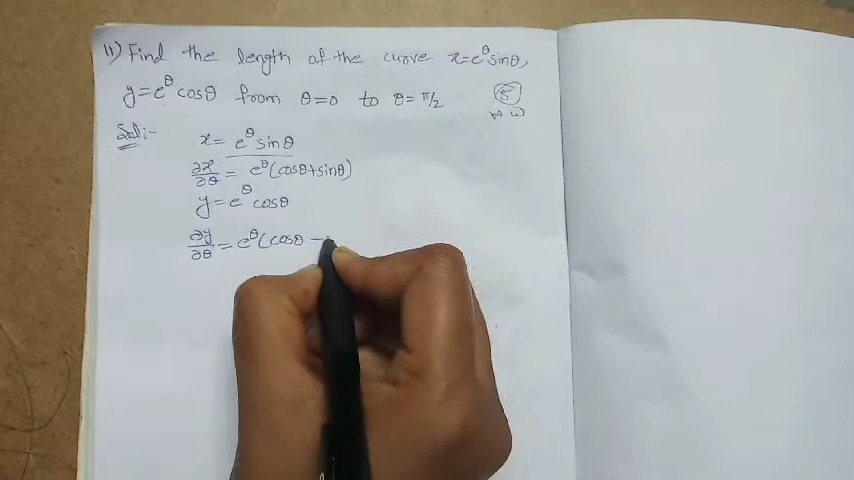 11) Find the length of the curve x=e^θ sinθ,
y=e^θ cosθ from θ=0 to θ=π/2
Sol:-
x= e^θ sinθ
∂x/∂θ = e^θ(cosθ+sinθ)
y=e^θ cosθ
∂y/∂θ = e^θ(cosθ -